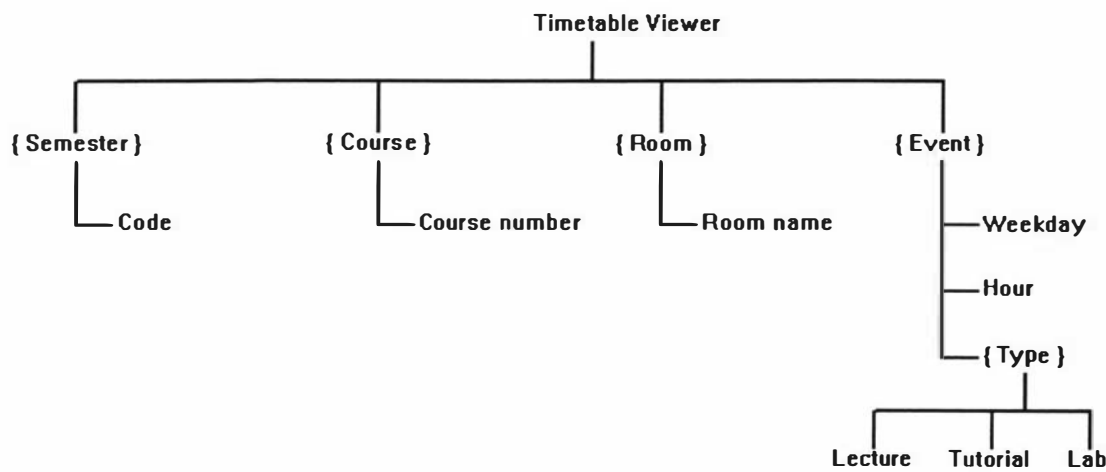 Timetable Viewer
{ Semester } { Course } { Room } { Event }
Code Course number Room name Weekday
Hour
{ Type }
Lecture Tutorial Lab